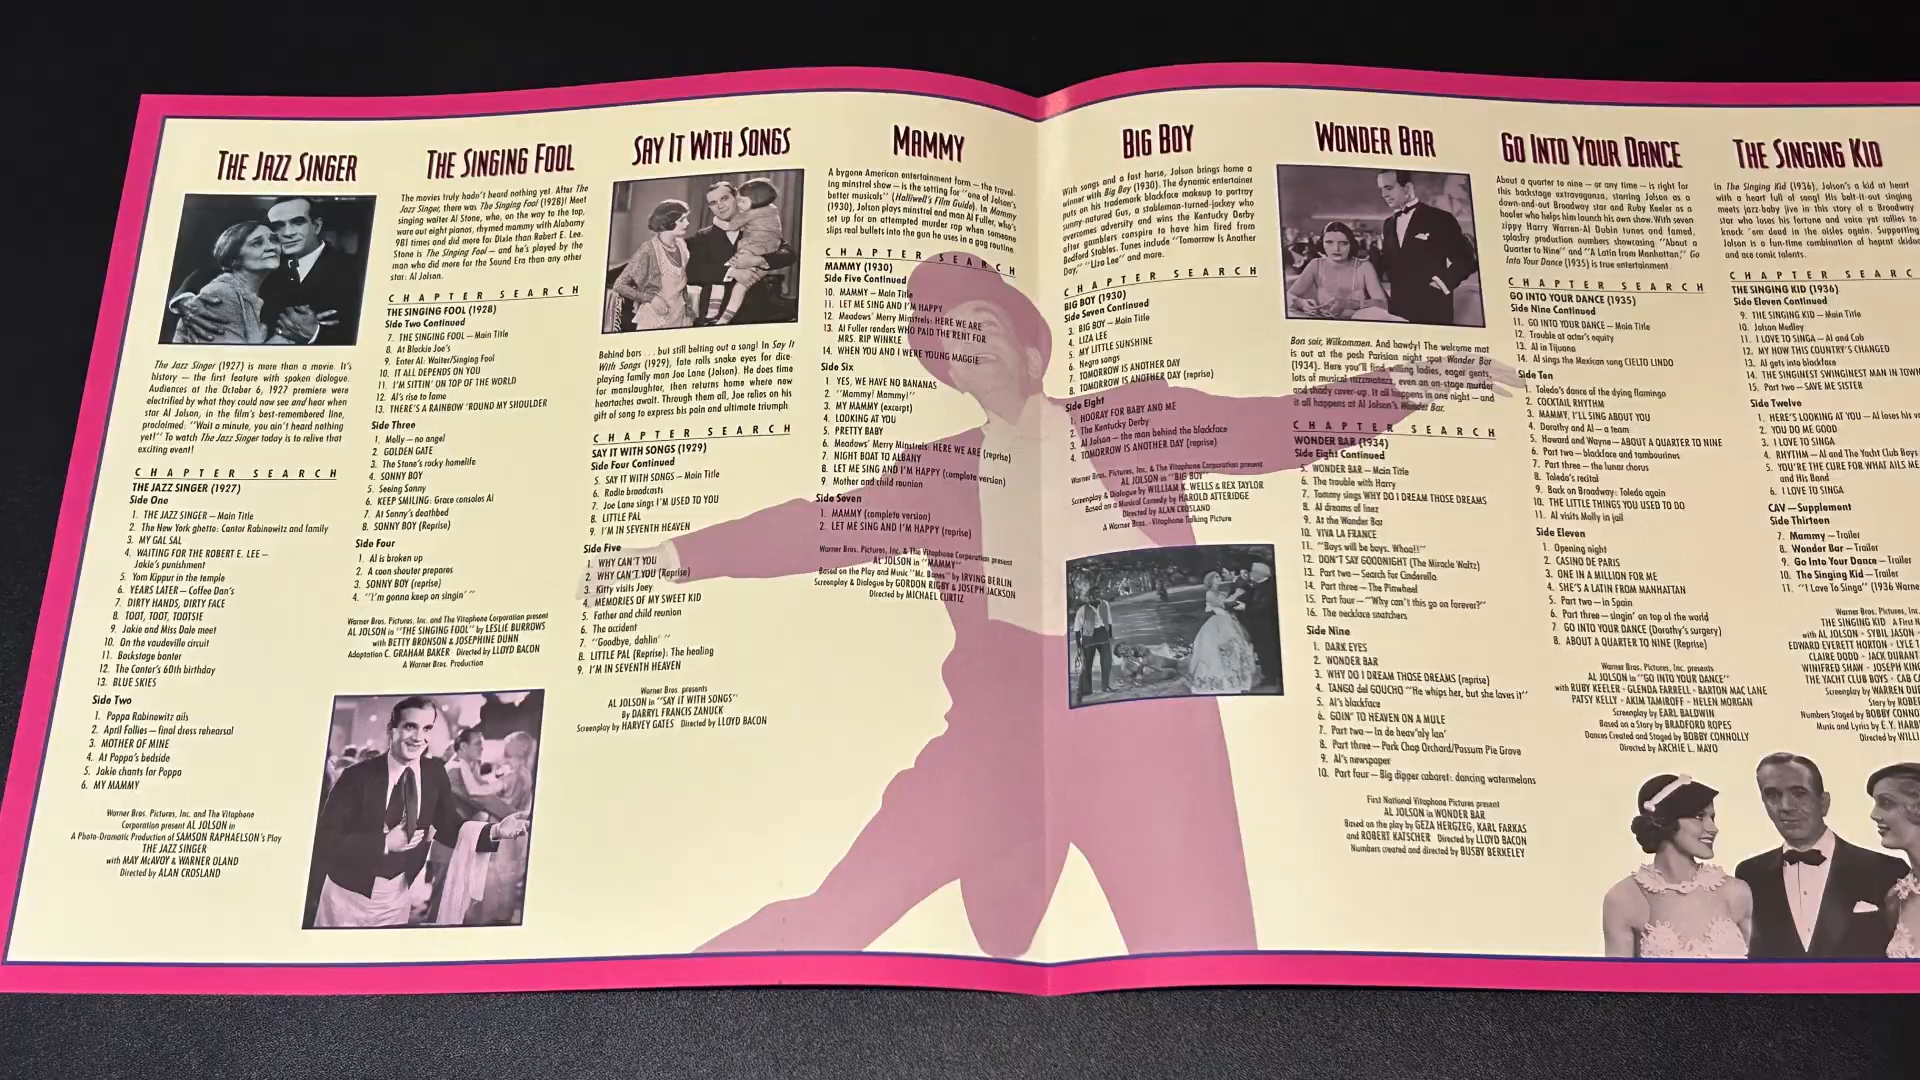 THE JAZZ SINGER
The Jazz Singer (1927) is more than a movie. It's
history — the first feature with spoken dialogue.
Audiences at the October 6, 1927 premiere were
electrified by what they could now see and hear when
star Al Jolson, in the film's best-remembered line,
proclaimed: "Wait a minute, you ain't heard nothing
yet!" To watch The Jazz Singer today is to relive that
exciting event!
CHAPTER SEARCH
THE JAZZ SINGER (1927)
Side One
1. THE JAZZ SINGER – Main Title
2. The New York ghetto: Cantor Rabinowitz and family
3. MY GAL SAL
4. WAITING FOR THE ROBERT E. LEE –
Jakie's punishment
5. Yom Kippur in the temple
6. YEARS LATER – Coffee Dan's
7. DIRTY HANDS, DIRTY FACE
8. TOOT, TOOT, TOOTSIE
9. Jakie and Miss Dale meet
10. On the vaudeville circuit
11. Backstage banter
12. The Cantor's 60th birthday
13. BLUE SKIES
Side Two
1. Poppa Rabinowitz ails
2. April Follies – final dress rehearsal
3. MOTHER OF MINE
4. At Poppa's bedside
5. Jakie chants for Poppa
6. MY MAMMY
Warner Bros. Pictures, Inc. and The Vitaphone
Corporation present AL JOLSON in
A Photo-Dramatic Production of SAMSON RAPHAELSON's Play
THE JAZZ SINGER
with MAY McAVOY & WARNER OLAND
Directed by ALAN CROSLAND
THE SINGING FOOL
The movies truly hadn't heard nothing yet. After The
Jazz Singer, there was The Singing Fool (1928)! Meet
singing waiter Al Stone, who, on the way to the top,
wore out eight pianos, rhymed mammy with Alabamy
981 times and did more for Dixie than Robert E. Lee.
Stone is The Singing Fool — and he's played by the
man who did more for the Sound Era than any other
star: Al Jolson.
CHAPTER SEARCH
THE SINGING FOOL (1928)
Side Two Continued
7. THE SINGING FOOL – Main Title
8. At Blackie Joe's
9. Enter Al: Waiter/Singing Fool
10. IT ALL DEPENDS ON YOU
11. I'M SITTIN' ON TOP OF THE WORLD
12. Al's rise to fame
13. THERE'S A RAINBOW 'ROUND MY SHOULDER
Side Three
1. Molly – no angel
2. GOLDEN GATE
3. The Stone's rocky homelife
4. SONNY BOY
5. Seeing Sonny
6. KEEP SMILING: Grace consoles Al
7. At Sonny's deathbed
8. SONNY BOY (Reprise)
Side Four
1. Al is broken up
2. A coon shouter prepares
3. SONNY BOY (reprise)
4. "I'm gonna keep on singin' "
Warner Bros. Pictures, Inc. and The Vitaphone Corporation present
AL JOLSON in "THE SINGING FOOL" by LESLIE BURROWS
with BETTY BRONSON & JOSEPHINE DUNN
Adaptation C. GRAHAM BAKER Directed by LLOYD BACON
A Warner Bros. Production
SAY IT WITH SONGS
Behind bars . . . but still belting out a song! In Say It
With Songs (1929), fate rolls snake eyes for dice-
playing family man Joe Lane (Jolson). He does time
for manslaughter, then returns home where new
heartaches await. Through them all, Joe relies on his
gift of song to express his pain and ultimate triumph.
CHAPTER SEARCH
SAY IT WITH SONGS (1929)
Side Four Continued
5. SAY IT WITH SONGS – Main Title
6. Radio broadcasts
7. Joe Lane sings I'M USED TO YOU
8. LITTLE PAL
9. I'M IN SEVENTH HEAVEN
Side Five
1. WHY CAN'T YOU
2. WHY CAN'T YOU (Reprise)
3. Kitty visits Joey
4. MEMORIES OF MY SWEET KID
5. Father and child reunion
6. The accident
7. "Goodbye, dahlin' "
8. LITTLE PAL (Reprise): The healing
9. I'M IN SEVENTH HEAVEN
Warner Bros. presents
AL JOLSON in "SAY IT WITH SONGS"
By DARRYL FRANCIS ZANUCK
Screenplay by HARVEY GATES Directed by LLOYD BACON
MAMMY
A bygone American entertainment form – the travel-
ing minstrel show – is the setting for "one of Jolson's
better musicals" (Halliwell's Film Guide). In Mammy
(1930), Jolson plays minstrel end man Al Fuller, who's
set up for an attempted murder rap when someone
slips real bullets into the gun he uses in a gag routine.
CHAPTER SEARCH
MAMMY (1930)
Side Five Continued
10. MAMMY – Main Title
11. LET ME SING AND I'M HAPPY
12. Meadows' Merry Minstrels: HERE WE ARE
13. Al Fuller renders WHO PAID THE RENT FOR
MRS. RIP WINKLE
14. WHEN YOU AND I WERE YOUNG MAGGIE
Side Six
1. YES, WE HAVE NO BANANAS
2. "Mammy! Mammy!"
3. MY MAMMY (excerpt)
4. LOOKING AT YOU
5. PRETTY BABY
6. Meadows' Merry Minstrels: HERE WE ARE (reprise)
7. NIGHT BOAT TO ALBANY
8. LET ME SING AND I'M HAPPY (complete version)
9. Mother and child reunion
Side Seven
1. MAMMY (complete version)
2. LET ME SING AND I'M HAPPY (reprise)
Warner Bros. Pictures, Inc. & The Vitaphone Corporation present
AL JOLSON in "MAMMY"
Based on the Play and Music "Mr. Bones" by IRVING BERLIN
Screenplay & Dialogue by GORDON RIGBY & JOSEPH JACKSON
Directed by MICHAEL CURTIZ
BIG BOY
With songs and a fast horse, Jolson brings home a
winner with Big Boy (1930). The dynamic entertainer
puts on his trademark blackface makeup to portray
sunny-natured Gus, a stableman-turned-jockey who
overcomes adversity and wins the Kentucky Derby
after gamblers conspire to have him fired from
Bedford Stables. Tunes include "Tomorrow Is Another
Day," "Liza Lee" and more.
CHAPTER SEARCH
BIG BOY (1930)
Side Seven Continued
3. BIG BOY – Main Title
4. LIZA LEE
5. MY LITTLE SUNSHINE
6. Negro songs
7. TOMORROW IS ANOTHER DAY
8. TOMORROW IS ANOTHER DAY (reprise)
Side Eight
1. HOORAY FOR BABY AND ME
2. The Kentucky Derby
3. Al Jolson – the man behind the blackface
4. TOMORROW IS ANOTHER DAY (reprise)
Warner Bros. Pictures, Inc. & The Vitaphone Corporation present
AL JOLSON in "BIG BOY"
Screenplay & Dialogue by WILLIAM K. WELLS & REX TAYLOR
Based on a Musical Comedy by HAROLD ATTERIDGE
Directed by ALAN CROSLAND
A Warner Bros. - Vitaphone Talking Picture
WONDER BAR
Bon soir, Wilkommen. And howdy! The welcome mat
is out at the posh Parisian night spot Wonder Bar
(1934). Here you'll find willing ladies, eager gents,
lots of musical razzmatazz, even an on-stage murder
and shady cover-up. It all happens in one night – and
it all happens at Al Jolson's Wonder Bar.
CHAPTER SEARCH
WONDER BAR (1934)
Side Eight Continued
5. WONDER BAR – Main Title
6. The trouble with Harry
7. Tommy sings WHY DO I DREAM THOSE DREAMS
8. Al dreams of Inez
9. At the Wonder Bar
10. VIVA LA FRANCE
11. "Boys will be boys. Whoo!!"
12. DON'T SAY GOODNIGHT (The Miracle Waltz)
13. Part two – Search for Cinderella
14. Part three – The Pinwheel
15. Part four – "Why can't this go on forever?"
16. The necklace snatchers
Side Nine
1. DARK EYES
2. WONDER BAR
3. WHY DO I DREAM THOSE DREAMS (reprise)
4. TANGO del GOUCHO "He whips her, but she loves it"
5. Al's blackface
6. GOIN' TO HEAVEN ON A MULE
7. Part two – In de heav'nly lan'
8. Part three – Pork Chop Orchard/Possum Pie Grove
9. Al's newspaper
10. Part four – Big dipper cabaret: dancing watermelons
First National Vitaphone Pictures present
AL JOLSON in WONDER BAR
Based on the play by GEZA HERGZEG, KARL FARKAS
and ROBERT KATSCHER Directed by LLOYD BACON
Numbers created and directed by BUSBY BERKELEY
GO INTO YOUR DANCE
About a quarter to nine – or any time – is right for
this backstage extravaganza, starring Jolson as a
down-and-out Broadway star and Ruby Keeler as a
hoofer who helps him launch his own show. With seven
zippy Harry Warren-Al Dubin tunes and famed,
splashy production numbers showcasing "About a
Quarter to Nine" and "A Latin from Manhattan," Go
Into Your Dance (1935) is true entertainment.
CHAPTER SEARCH
GO INTO YOUR DANCE (1935)
Side Nine Continued
11. GO INTO YOUR DANCE – Main Title
12. Trouble at actor's equity
13. Al in Tijuana
14. Al sings the Mexican song CIELTO LINDO
Side Ten
1. Toledo's dance of the dying flamingo
2. COCKTAIL RHYTHM
3. MAMMY, I'LL SING ABOUT YOU
4. Dorothy and Al – a team
5. Howard and Wayne – ABOUT A QUARTER TO NINE
6. Part two – blackface and tambourines
7. Part three – the lunar chorus
8. Toledo's recital
9. Back on Broadway: Toledo again
10. THE LITTLE THINGS YOU USED TO DO
11. Al visits Molly in jail
Side Eleven
1. Opening night
2. CASINO DE PARIS
3. ONE IN A MILLION FOR ME
4. SHE'S A LATIN FROM MANHATTAN
5. Part two – in Spain
6. Part three – singin' on top of the world
7. GO INTO YOUR DANCE (Dorothy's surgery)
8. ABOUT A QUARTER TO NINE (Reprise)
Warner Bros. Pictures, Inc. presents
AL JOLSON in "GO INTO YOUR DANCE"
with RUBY KEELER - GLENDA FARRELL - BARTON MAC LANE
PATSY KELLY - AKIM TAMIROFF - HELEN MORGAN
Screenplay by EARL BALDWIN
Based on a Story by BRADFORD ROPES
Dances Created and Staged by BOBBY CONNOLLY
Directed by ARCHIE L. MAYO
THE SINGING KID
In The Singing Kid (1936), Jolson's a kid at heart
with a heart full of song! His belt-it-out singing
meets jazz-baby jive in this story of a Broadway
star who loses his fortune and voice yet rallies to
knock 'em dead in the aisles again. Supporting
Jolson is a fun-time combination of heprat
and ace comic talents.
CHAPTER SEARC
THE SINGING KID (1936)
Side Eleven Continued
9. THE SINGING KID – Main Title
10. Jolson Medley
11. I LOVE TO SINGA – Al and Cab
12. MY HOW THIS COUNTRY'S CHANGED
13. Al gets into blackface
14. THE SINGINEST SWINGINEST MAN IN TOWN
15. Part two – SAVE ME SISTER
Side Twelve
1. HERE'S LOOKING AT YOU – Al loses his vo
2. YOU DO ME GOOD
3. I LOVE TO SINGA
4. RHYTHM – Al and The Yacht Club Boys
5. YOU'RE THE CURE FOR WHAT AILS ME
and His Band
6. I LOVE TO SINGA
CAV – Supplement
Side Thirteen
7. Mammy – Trailer
8. Wonder Bar – Trailer
9. Go Into Your Dance – Trailer
10. The Singing Kid – Trailer
11. "I Love To Singa" (1936 Warne
Warner Bros. Pictures, Inc.
THE SINGING KID A First N
with AL JOLSON - SYBIL JASON -
EDWARD EVERETT HORTON - LYLE T
CLAIRE DODD - JACK DURANT
WINIFRED SHAW - JOSEPH KING
THE YACHT CLUB BOYS - CAB C
Screenplay by WARREN DUF
Story by ROBE
Numbers Staged by BOBBY CONNO
Music and Lyrics by E.Y. HARB
Directed by WILLI